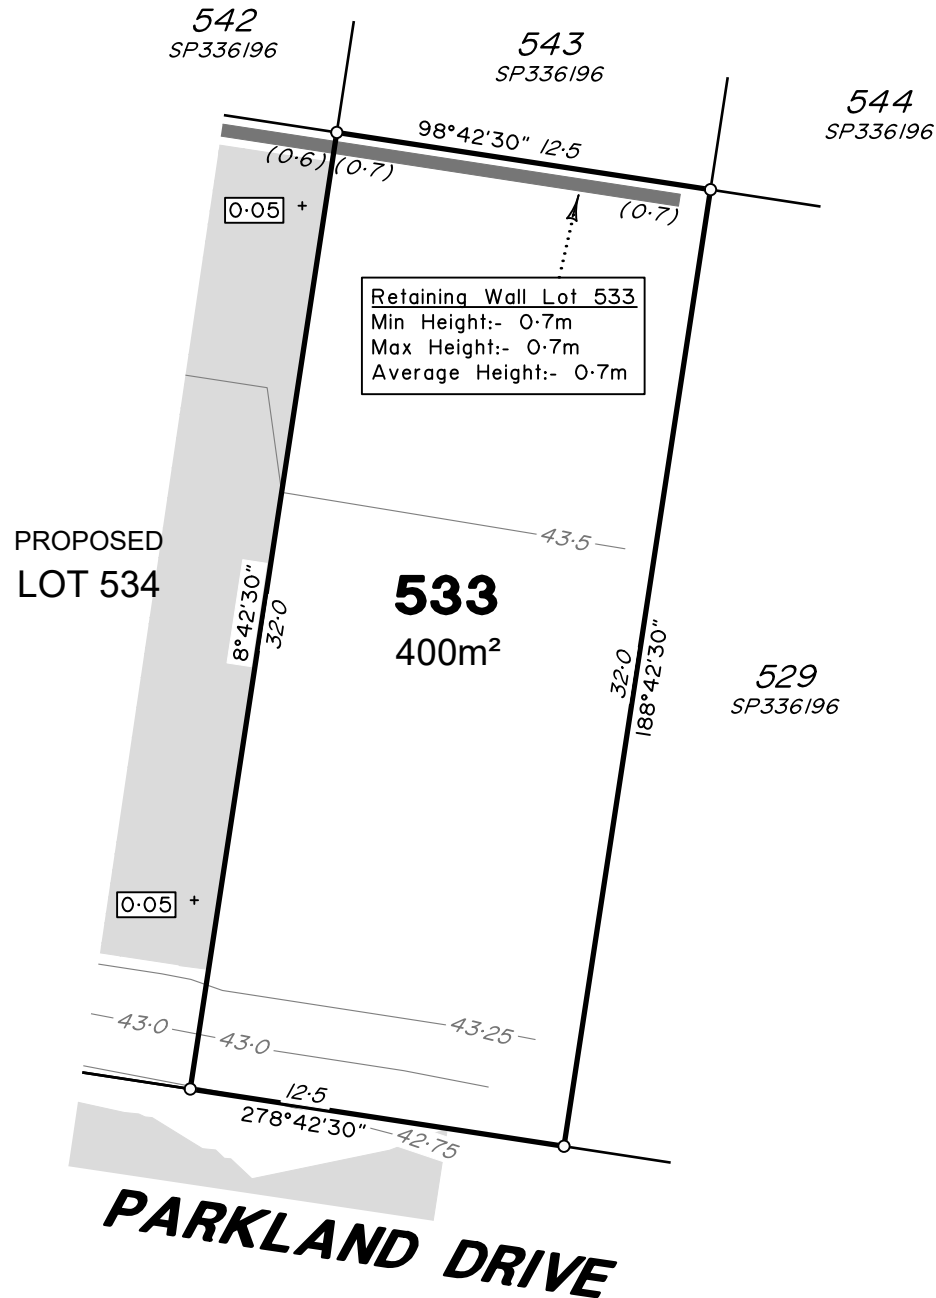 542
SP336196
543
SP336196
544
SP336196
98°42'30" 12·5
(0·6) (0·7)
(0·7)
0·05
Retaining Wall Lot 533
Min Height:- 0·7m
Max Height:- 0·7m
Average Height:- 0·7m
43·5
PROPOSED
LOT 534
8°42'30"
32·0
533
400m²
32·0
188°42'30"
529
SP336196
0·05
43·0
43·0
43·25
12·5
278°42'30"
42·75
PARKLAND DRIVE